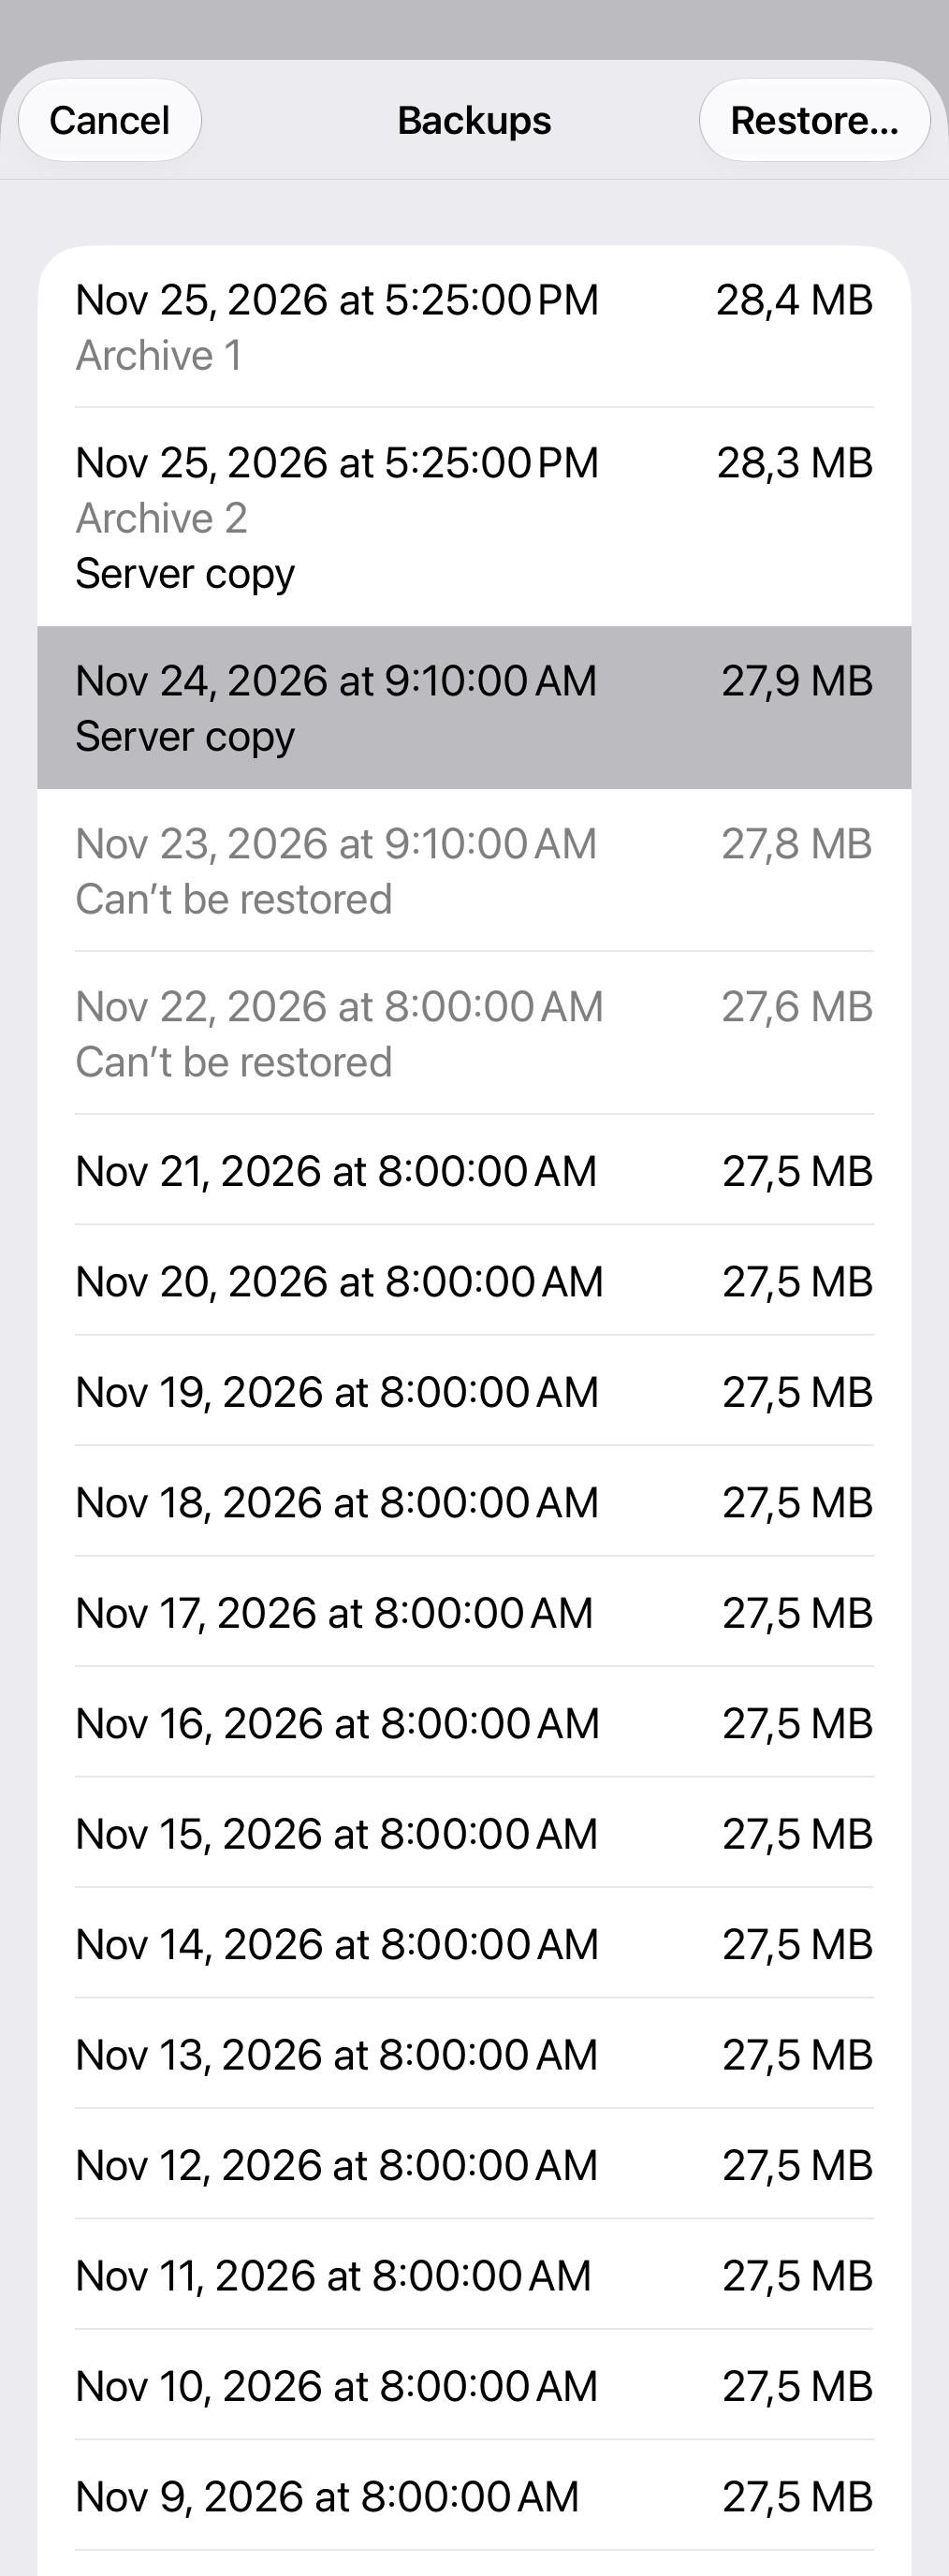 Cancel
Backups
Restore...
Nov 25, 2026 at 5:25:00 PM 28,4 MB
Archive 1
Nov 25, 2026 at 5:25:00 PM 28,3 MB
Archive 2
Server copy
Nov 24, 2026 at 9:10:00 AM 27,9 MB
Server copy
Nov 23, 2026 at 9:10:00 AM 27,8 MB
Can’t be restored
Nov 22, 2026 at 8:00:00 AM 27,6 MB
Can’t be restored
Nov 21, 2026 at 8:00:00 AM 27,5 MB
Nov 20, 2026 at 8:00:00 AM 27,5 MB
Nov 19, 2026 at 8:00:00 AM 27,5 MB
Nov 18, 2026 at 8:00:00 AM 27,5 MB
Nov 17, 2026 at 8:00:00 AM 27,5 MB
Nov 16, 2026 at 8:00:00 AM 27,5 MB
Nov 15, 2026 at 8:00:00 AM 27,5 MB
Nov 14, 2026 at 8:00:00 AM 27,5 MB
Nov 13, 2026 at 8:00:00 AM 27,5 MB
Nov 12, 2026 at 8:00:00 AM 27,5 MB
Nov 11, 2026 at 8:00:00 AM 27,5 MB
Nov 10, 2026 at 8:00:00 AM 27,5 MB
Nov 9, 2026 at 8:00:00 AM 27,5 MB